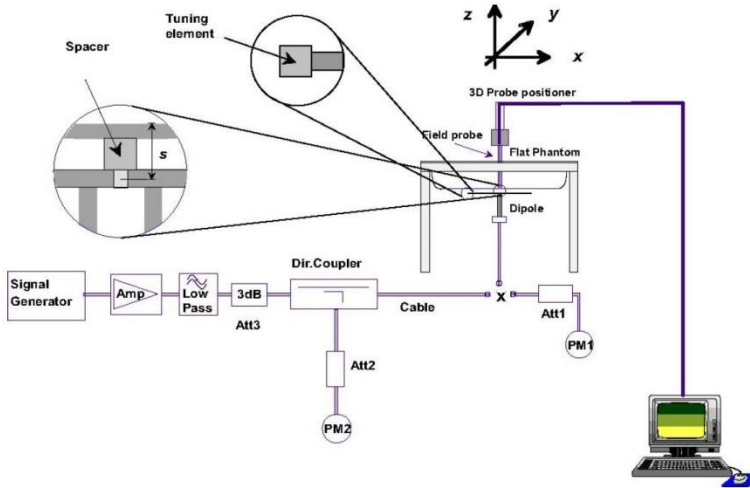 Tuning
element
z
y
x
Spacer
s
3D Probe positioner
Field probe
Flat Phantom
Dipole
Dir.Coupler
Signal
Generator
Amp
Low
Pass
3dB
Att3
Cable
x
Att1
PM1
Att2
PM2